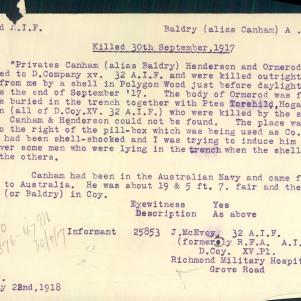 d A.I.F. Baldry (alias Canham) A.
Killed 30th September, 1917
"Privates Canham (alias Baldry) Henderson and Ormerod
ed to D.Company xv. 32 A.I.F. and were killed outright
from me by a shell in Polygon Wood just before daylight
s the end of September '17. The body of Ormerod was f
s buried in the trench together with Ptes Torehild, Hoga
n (all of D.Coy. XV 32 A.I.F.) who were killed by the s
Canham & Henderson could not be found. The place wa
o the right of the pill-box which was being used as Co.
had been shell-shocked and I was trying to induce him
over some men who were lying in the trench when the shell
the others.
Canham had been in the Australian Navy and came f
to Australia. He was about 19 & 5 ft. 7. fair and the
(or Baldry) in Coy.
Eyewitness Yes
Description As above
Informant 25853 J.McEvoy, 32 A.I.F.
(formerly R.F.A. A.I.
D.Coy. XV.Pl.
Richmond Military Hospit
Grove Road
y 22nd, 1918